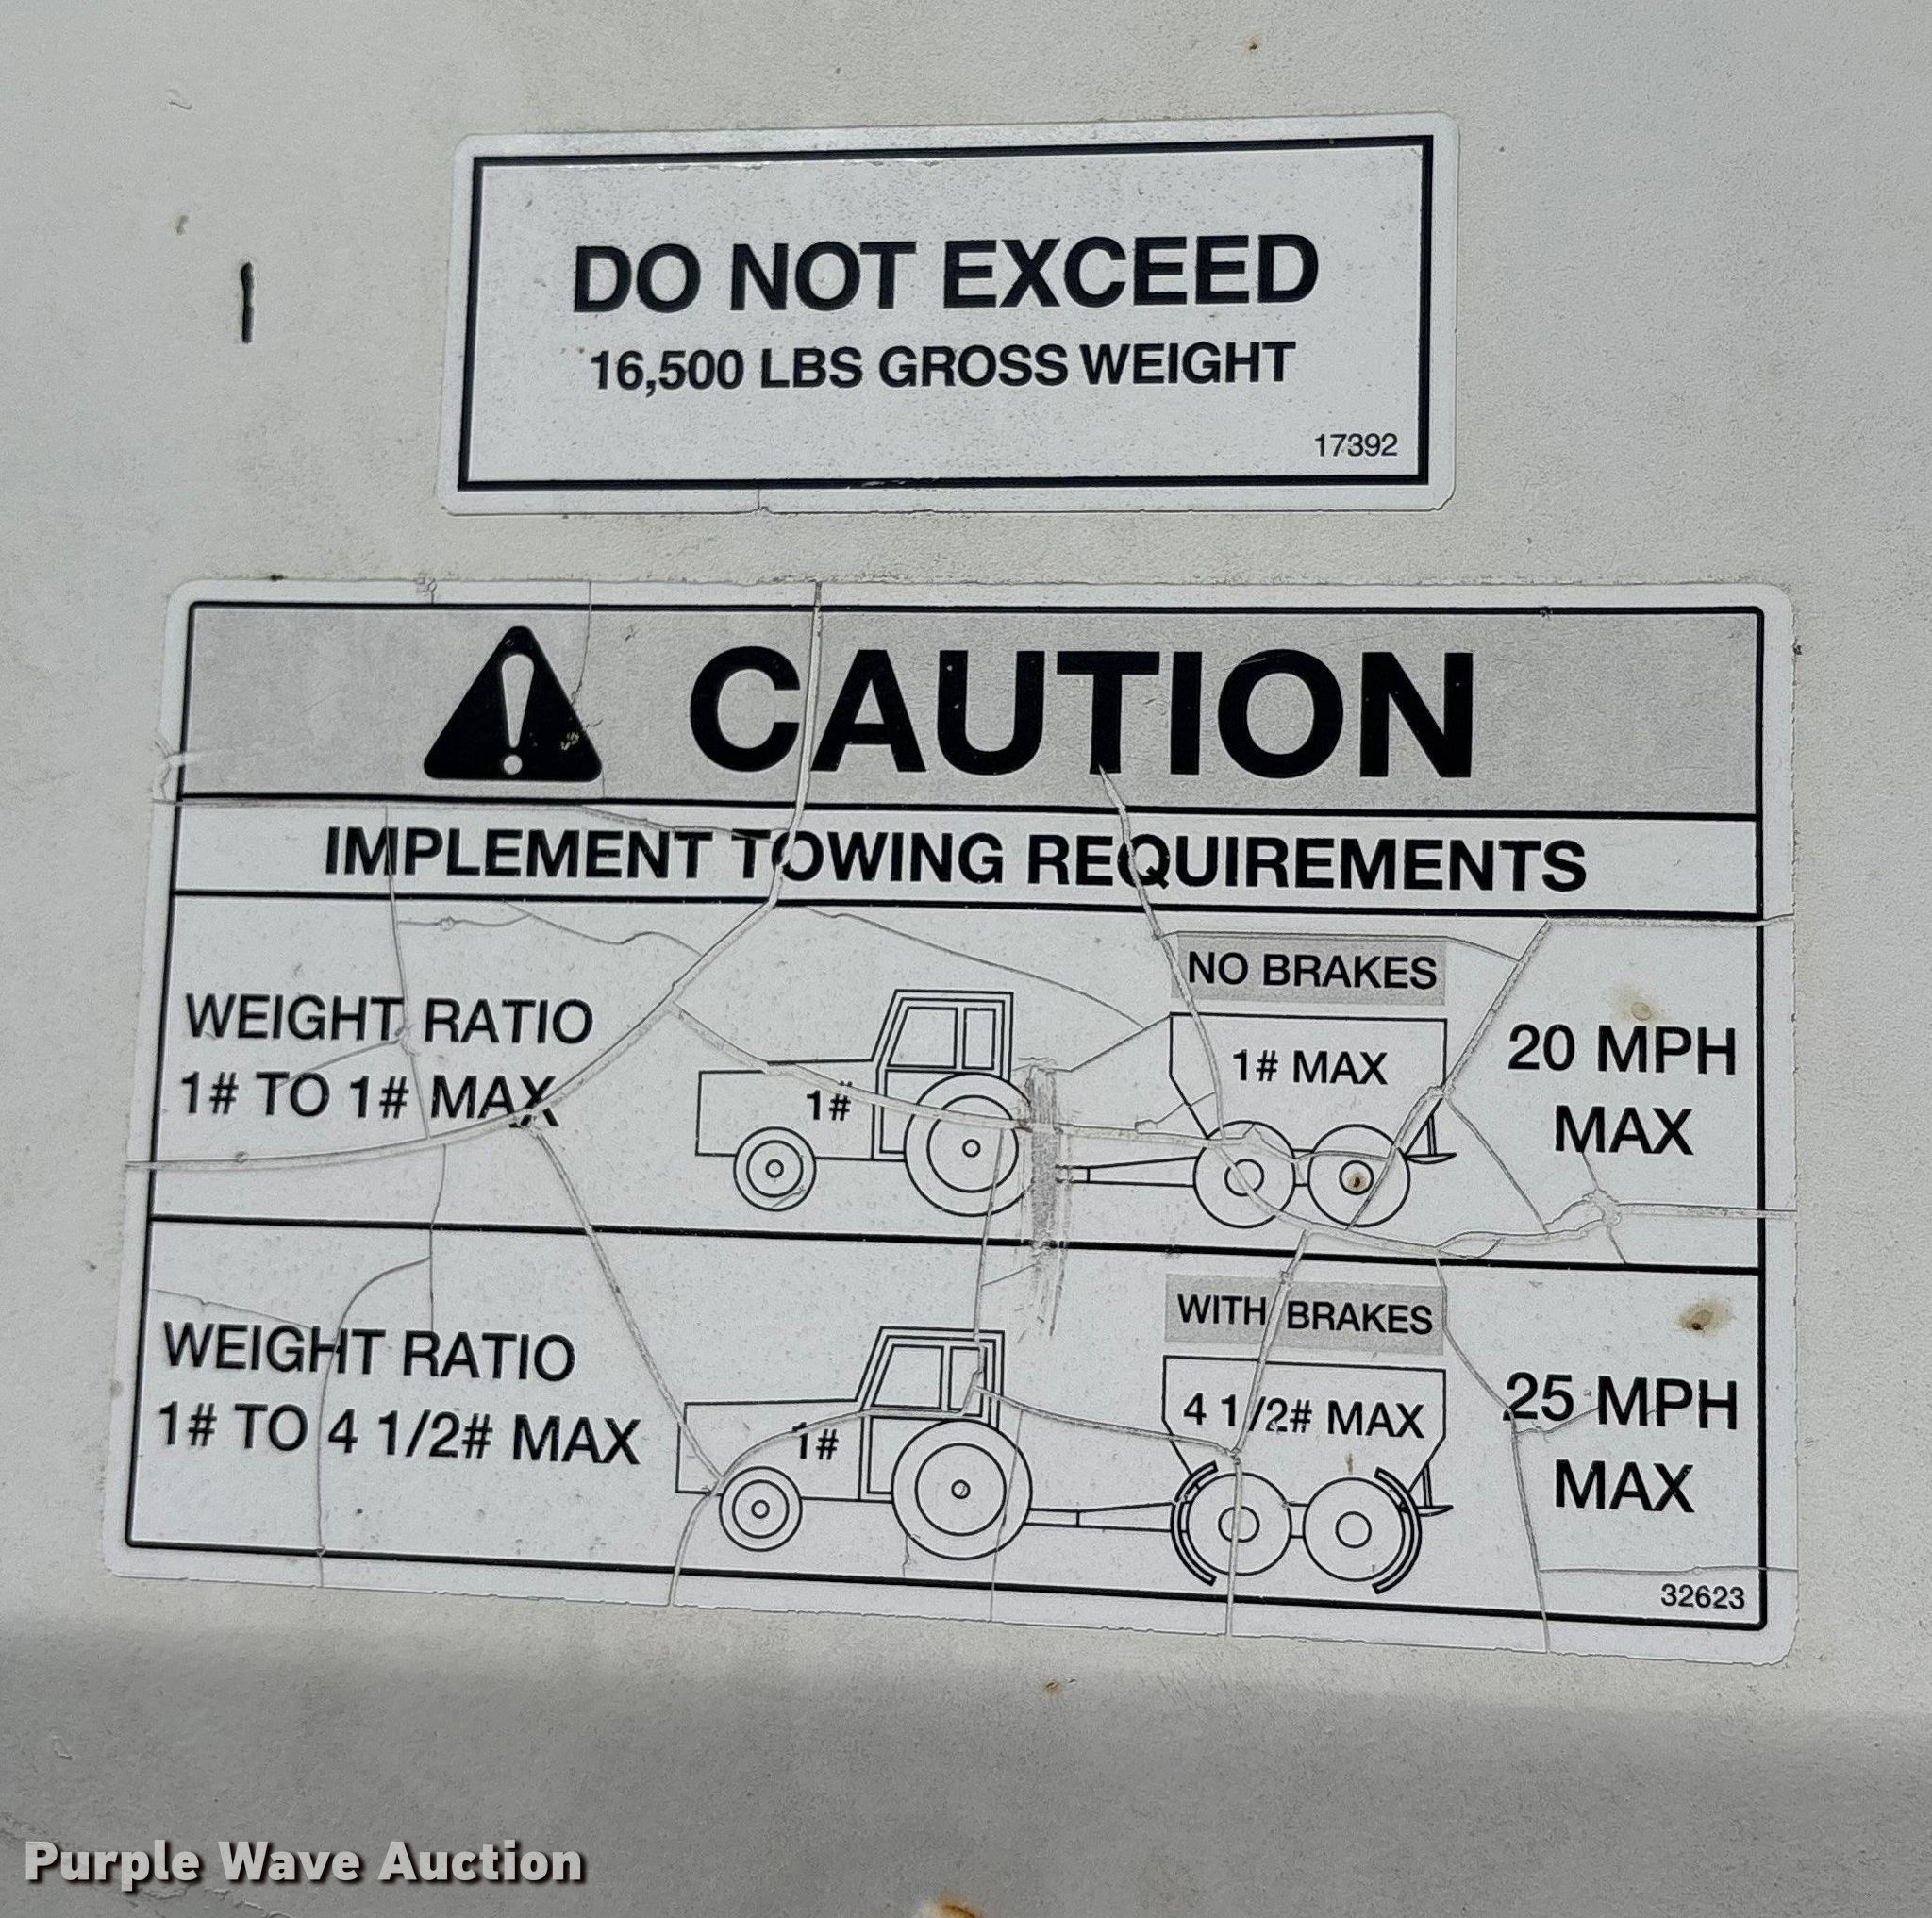 DO NOT EXCEED
16,500 LBS GROSS WEIGHT
17392
CAUTION
IMPLEMENT TOWING REQUIREMENTS
WEIGHT RATIO
1# TO 1# MAX
1#
NO BRAKES
1# MAX
20 MPH
MAX
WEIGHT RATIO
1# TO 4 1/2# MAX
1#
WITH BRAKES
4 1/2# MAX
25 MPH
MAX
32623
Purple Wave Auction